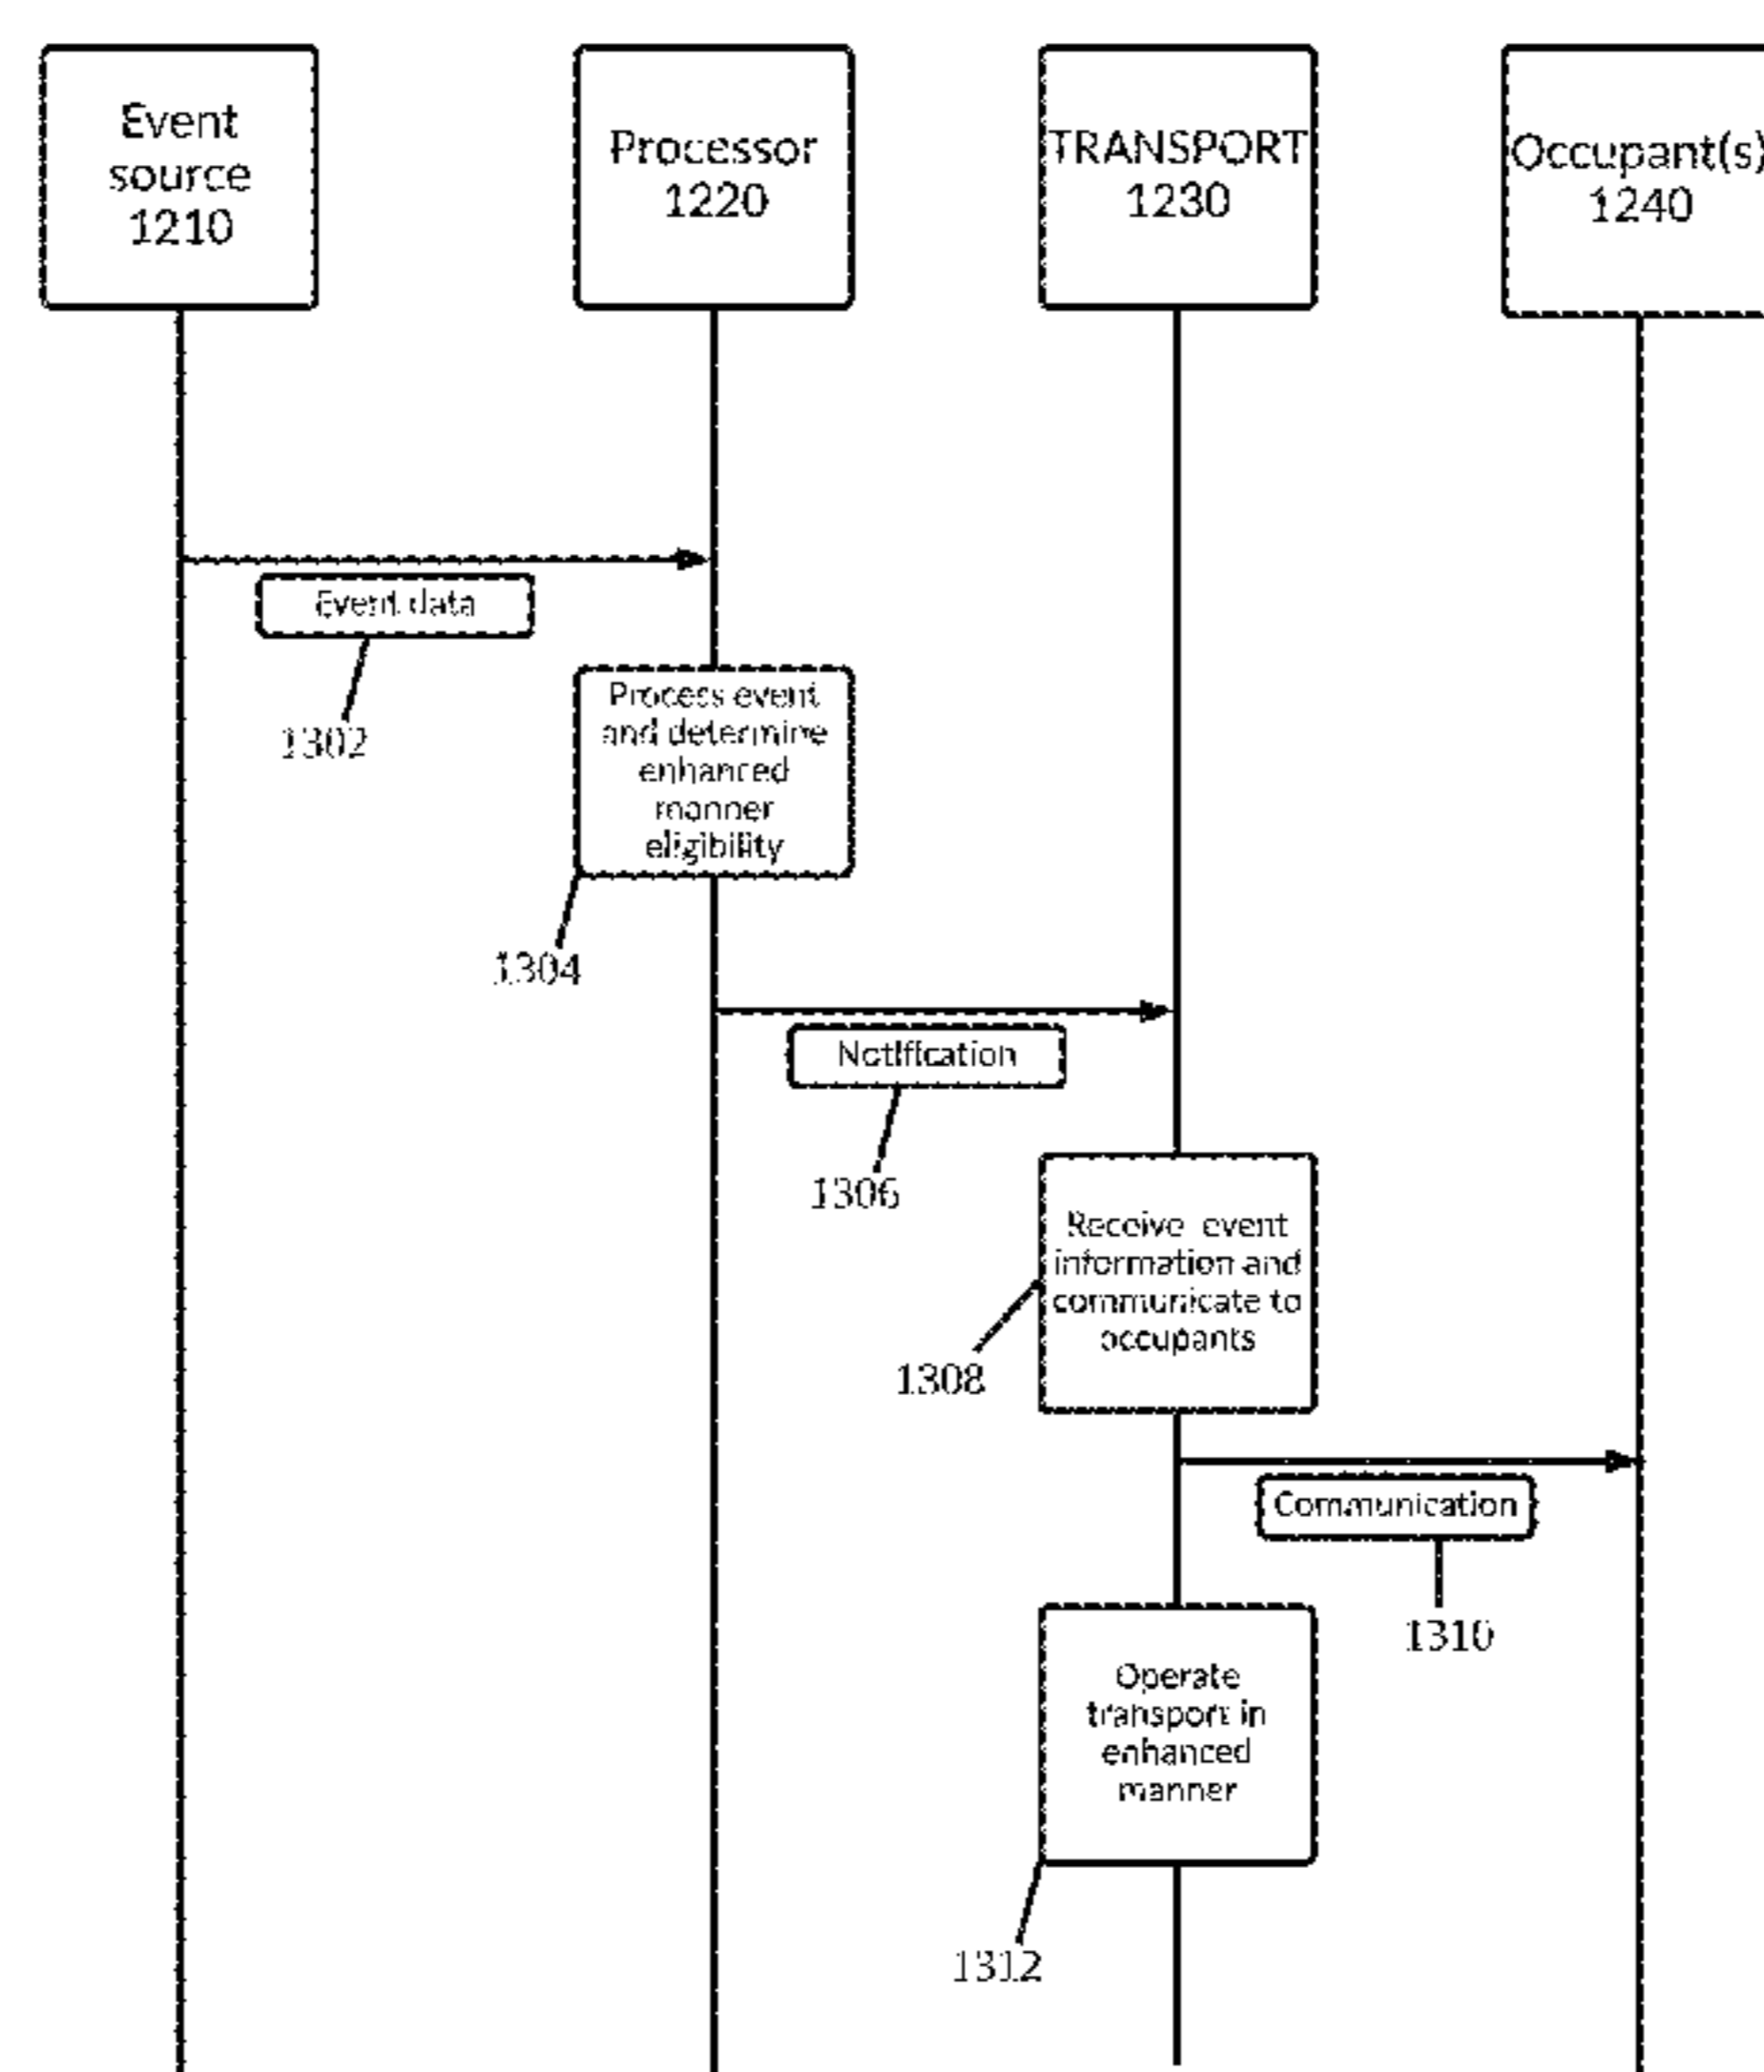 Event
source
1210
Processor
1220
TRANSPORT
1230
Occupant(s)
1240
Event data
1302
Process event
and determine
enhanced
manner
eligibility
1304
Notification
1306
Receive event
information and
communicate to
occupants
1308
Communication
1310
Operate
transport in
enhanced
manner
1312